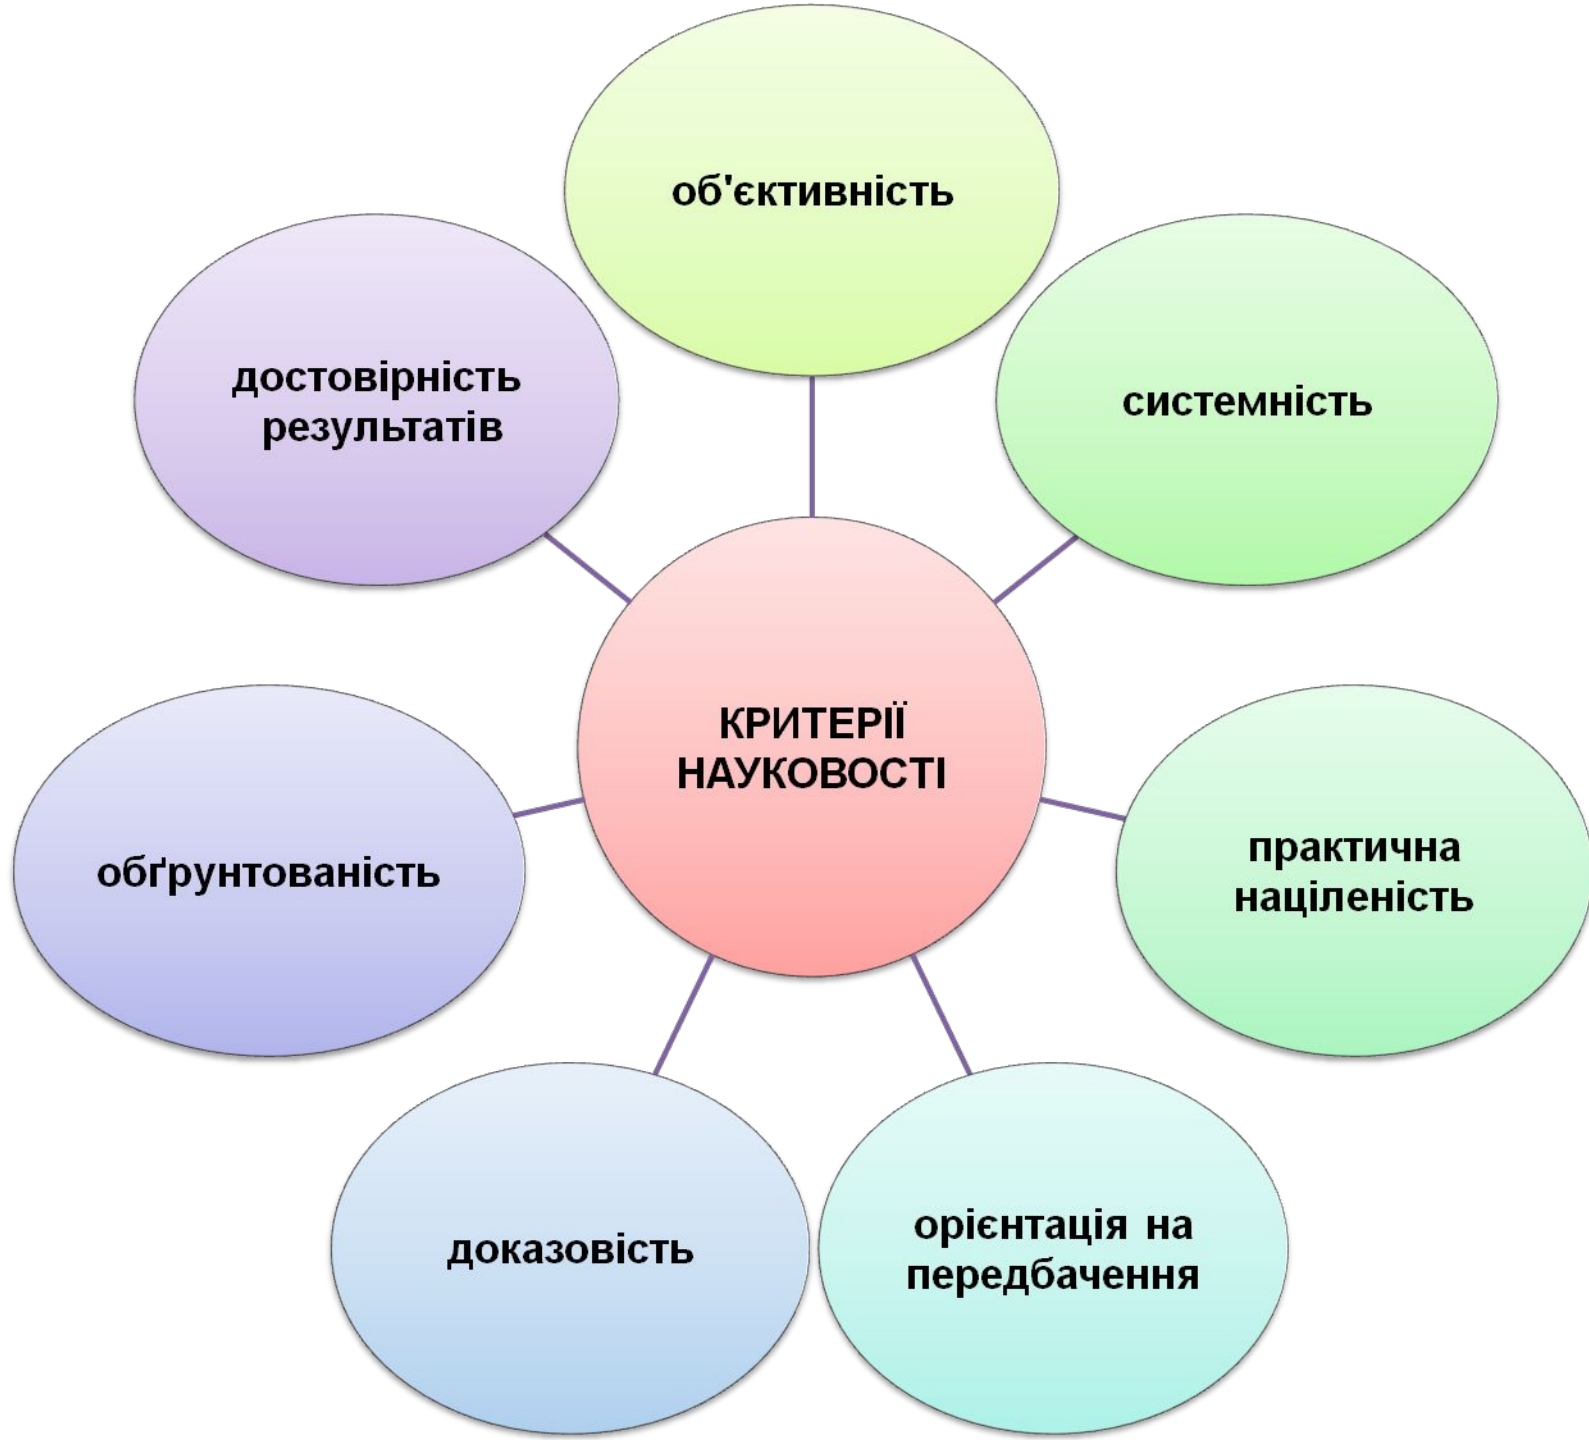 об'єктивність
системність
практична
націленість
орієнтація на
передбачення
доказовість
обґрунтованість
достовірність
результатів
КРИТЕРІЇ
НАУКОВОСТІ